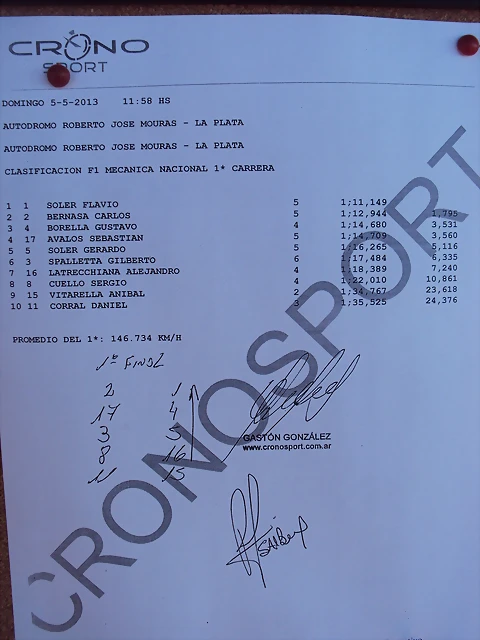 CRONO
SPORT
DOMINGO 5-5-2013 11:58 HS
AUTODROMO ROBERTO JOSE MOURAS - LA PLATA
AUTODROMO ROBERTO JOSE MOURAS - LA PLATA
CLASIFICACION F1 MECANICA NACIONAL 1* CARRERA
1 1 SOLER FLAVIO 5 1;11,149
2 2 BERNASA CARLOS 5 1;12,944 1,795
3 4 BORELLA GUSTAVO 4 1;14,680 3,531
4 17 AVALOS SEBASTIAN 4 1;14,709 3,560
5 5 SOLER GERARDO 5 1;16,265 5,116
6 3 SPALLETTA GILBERTO 6 1;17,484 6,335
7 16 LATRECCHIANA ALEJANDRO 4 1;18,389 7,240
8 8 CUELLO SERGIO 4 1;22,010 10,861
9 15 VITARELLA ANIBAL 2 1;34,767 23,618
10 11 CORRAL DANIEL 3 1;35,525 24,376
PROMEDIO DEL 1*: 146.734 KM/H
1ª FINAL
2 1
17 4
3 5
8 16
11 15
GASTÓN GONZÁLEZ
www.cronosport.com.ar
CRONOSPORT